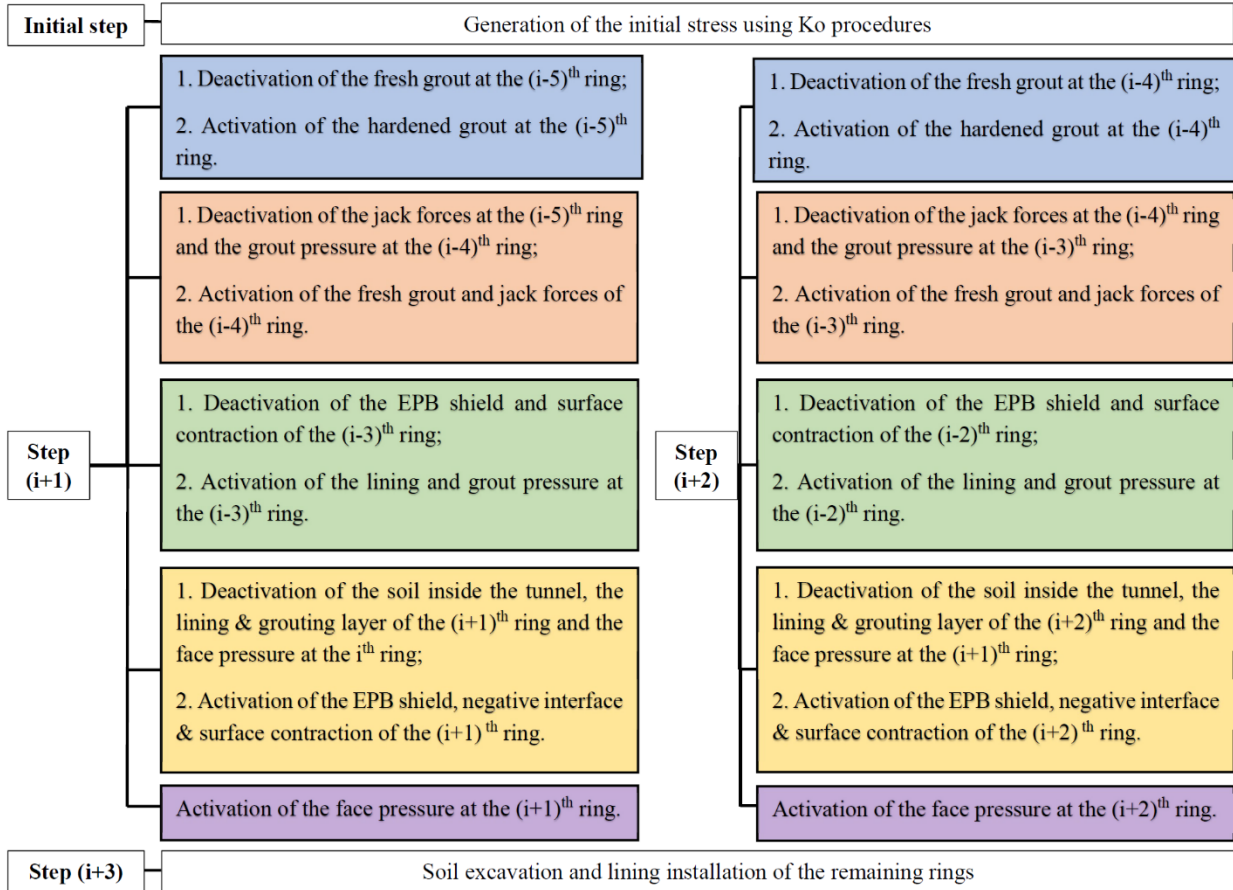 Initial step
Generation of the initial stress using Ko procedures
Step
(i+1)
1. Deactivation of the fresh grout at the (i-5)th ring;
2. Activation of the hardened grout at the (i-5)th
ring.
1. Deactivation of the jack forces at the (i-5)th ring
and the grout pressure at the (i-4)th ring;
2. Activation of the fresh grout and jack forces of
the (i-4)th ring.
1. Deactivation of the EPB shield and surface
contraction of the (i-3)th ring;
2. Activation of the lining and grout pressure at
the (i-3)th ring.
1. Deactivation of the soil inside the tunnel, the
lining & grouting layer of the (i+1)th ring and the
face pressure at the ith ring;
2. Activation of the EPB shield, negative interface
& surface contraction of the (i+1) th ring.
Activation of the face pressure at the (i+1)th ring.
Step
(i+2)
1. Deactivation of the fresh grout at the (i-4)th ring;
2. Activation of the hardened grout at the (i-4)th
ring.
1. Deactivation of the jack forces at the (i-4)th ring
and the grout pressure at the (i-3)th ring;
2. Activation of the fresh grout and jack forces of
the (i-3)th ring.
1. Deactivation of the EPB shield and surface
contraction of the (i-2)th ring;
2. Activation of the lining and grout pressure at
the (i-2)th ring.
1. Deactivation of the soil inside the tunnel, the
lining & grouting layer of the (i+2)th ring and the
face pressure at the (i+1)th ring;
2. Activation of the EPB shield, negative interface
& surface contraction of the (i+2) th ring.
Activation of the face pressure at the (i+2)th ring.
Step (i+3)
Soil excavation and lining installation of the remaining rings